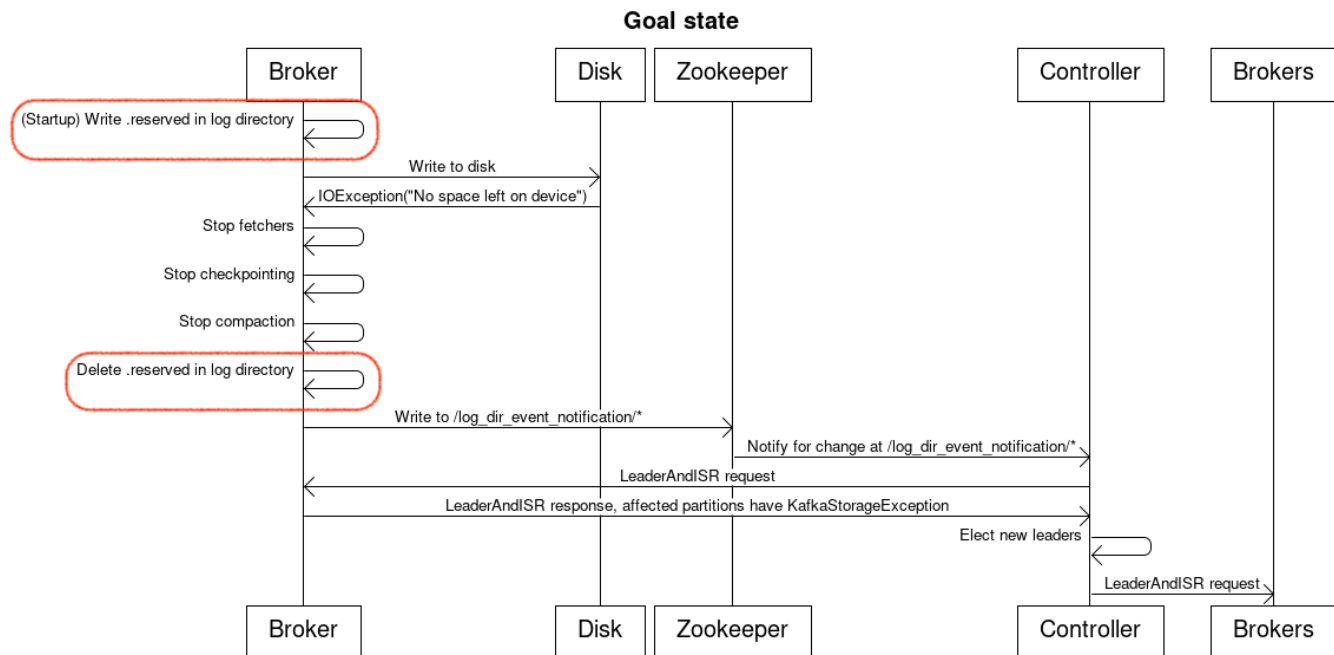 Goal state
Broker
Disk
Zookeeper
Controller
Brokers
(Startup) Write .reserved in log directory
Write to disk
IOException("No space left on device")
Stop fetchers
Stop checkpointing
Stop compaction
Delete .reserved in log directory
Write to /log_dir_event_notification/*
Notify for change at /log_dir_event_notification/*
LeaderAndISR request
LeaderAndISR response, affected partitions have KafkaStorageException
Elect new leaders
LeaderAndISR request
Broker
Disk
Zookeeper
Controller
Brokers